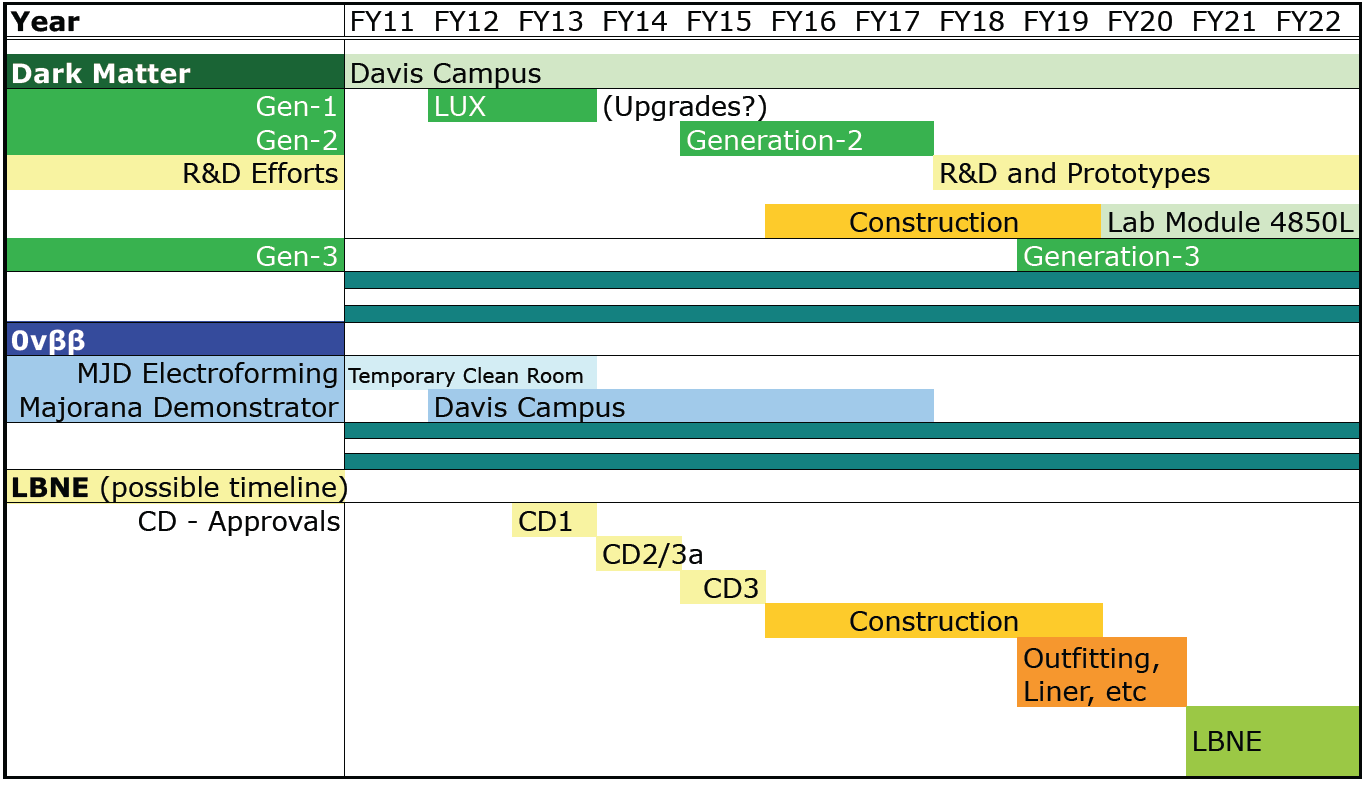 Year FY11 FY12 FY13 FY14 FY15 FY16 FY17 FY18 FY19 FY20 FY21 FY22
Dark Matter Davis Campus
Gen-1 LUX (Upgrades?)
Gen-2 Generation-2
R&D Efforts R&D and Prototypes
Construction Lab Module 4850L
Gen-3 Generation-3
0νββ
MJD Electroforming Temporary Clean Room
Majorana Demonstrator Davis Campus
LBNE (possible timeline)
CD - Approvals CD1
CD2/3a
CD3
Construction
Outfitting,
Liner, etc
LBNE